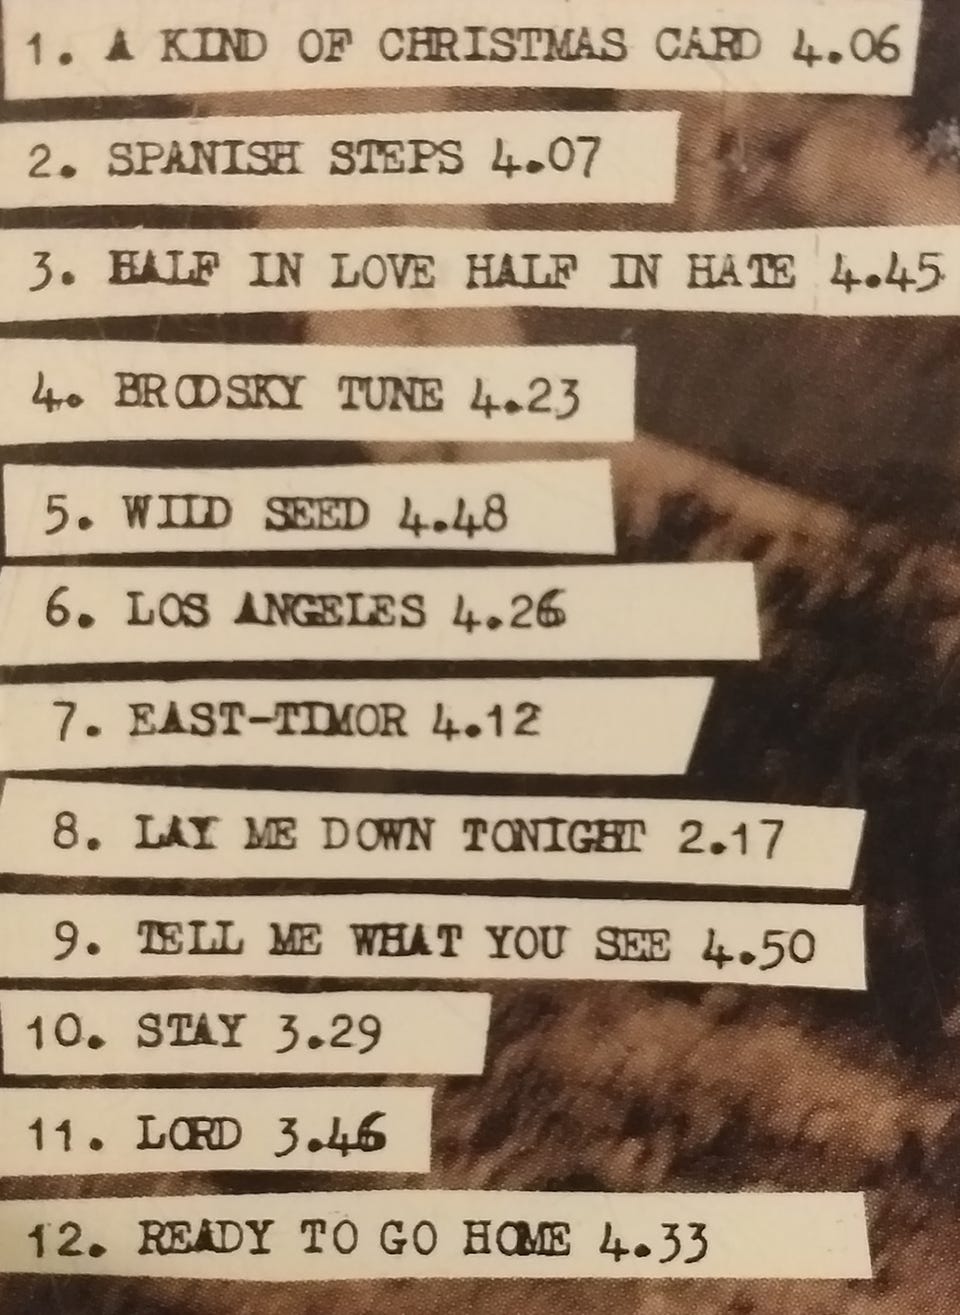 1. A KIND OF CHRISTMAS CARD 4.06
2. SPANISH STEPS 4.07
3. HALF IN LOVE HALF IN HATE 4.45
4. BRODSKY TUNE 4.23
5. WILD SEED 4.48
6. LOS ANGELES 4.26
7. EAST-TIMOR 4.12
8. LAY ME DOWN TONIGHT 2.17
9. TELL ME WHAT YOU SEE 4.50
10. STAY 3.29
11. LORD 3.46
12. READY TO GO HOME 4.33